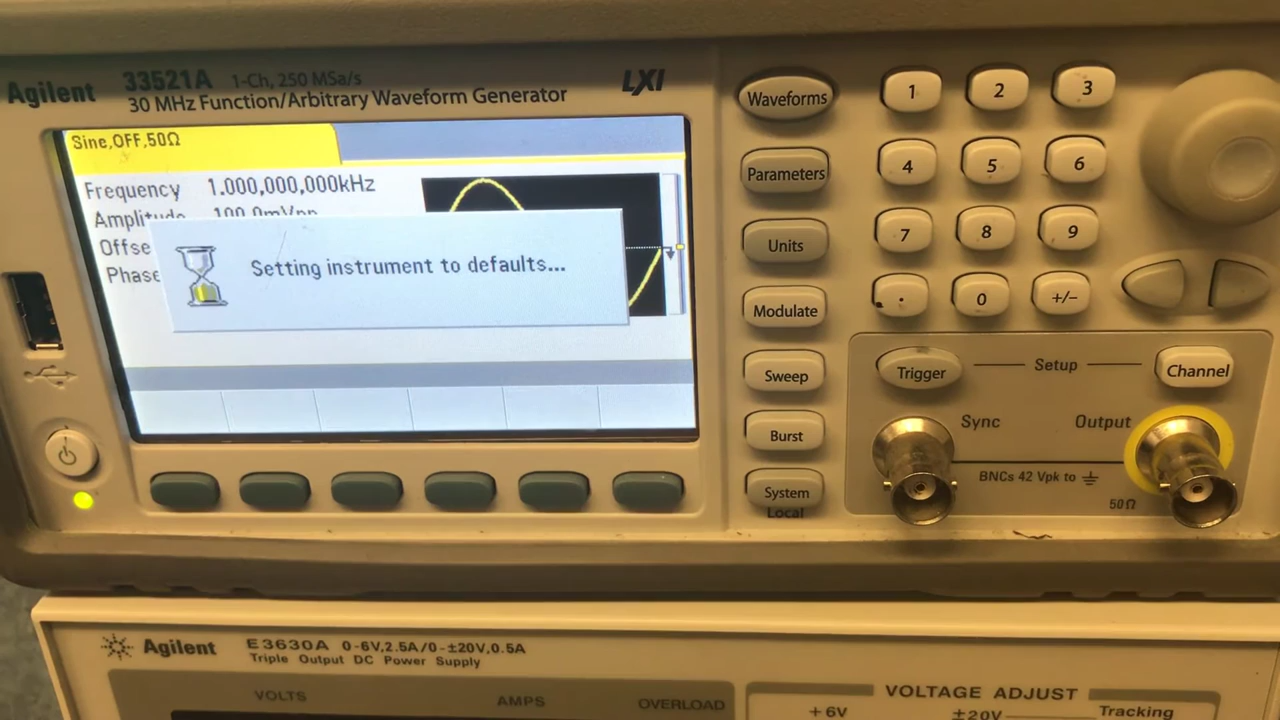 Agilent 33521A 1-Ch, 250 MSa/s
30 MHz Function/Arbitrary Waveform Generator
LXI
Sine,OFF,50Ω
Frequency 1.000,000,000kHz
Amplitude 100.0mVpp
Offset
Phase
Setting instrument to defaults...
Waveforms
Parameters
Units
Modulate
Sweep
Burst
System
Local
1 2 3
4 5 6
7 8 9
. 0 +/-
Trigger Setup Channel
Sync Output
BNCs 42 Vpk to
50Ω
Agilent E3630A 0-6V,2.5A/0-±20V,0.5A
Triple Output DC Power Supply
VOLTS AMPS OVERLOAD
VOLTAGE ADJUST
+6V ±20V Tracking